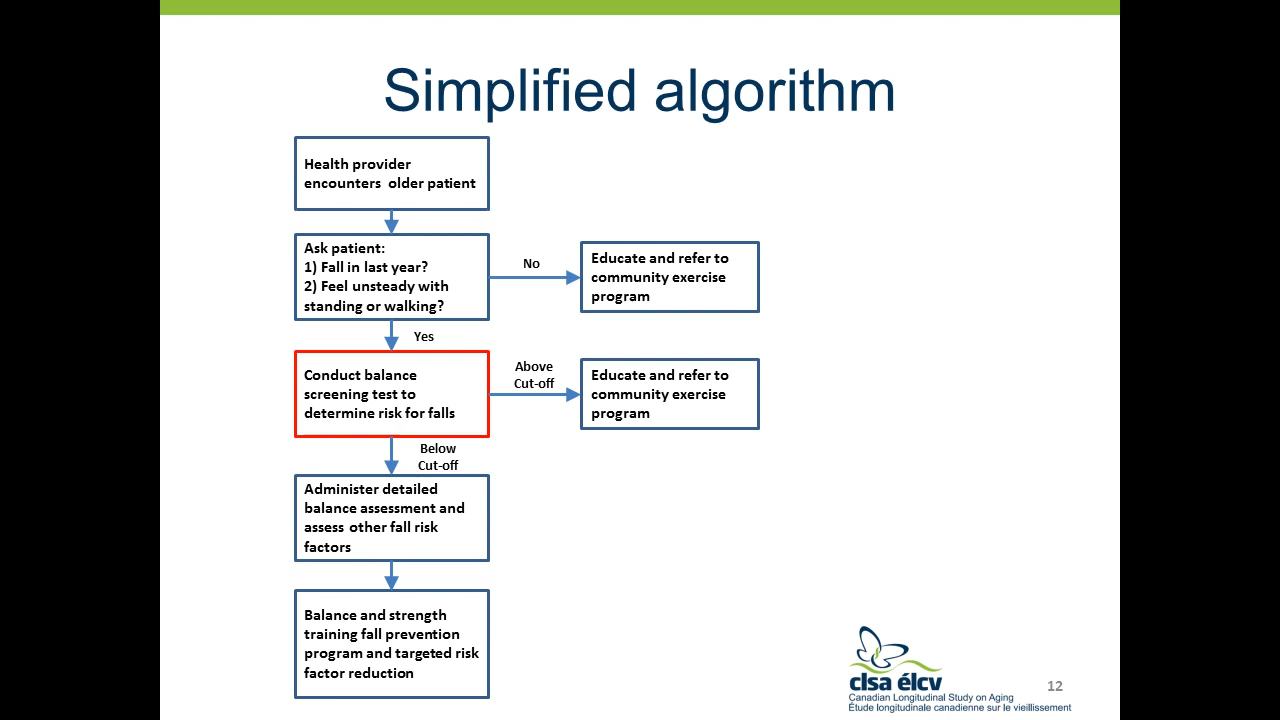 Simplified algorithm
Health provider
encounters older patient
Ask patient:
1) Fall in last year?
2) Feel unsteady with
standing or walking?
No
Educate and refer to
community exercise
program
Yes
Conduct balance
screening test to
determine risk for falls
Above
Cut-off
Educate and refer to
community exercise
program
Below
Cut-off
Administer detailed
balance assessment and
assess other fall risk
factors
Balance and strength
training fall prevention
program and targeted risk
factor reduction
clsa élcv
Canadian Longitudinal Study on Aging
Étude longitudinale canadienne sur le vieillissement
12